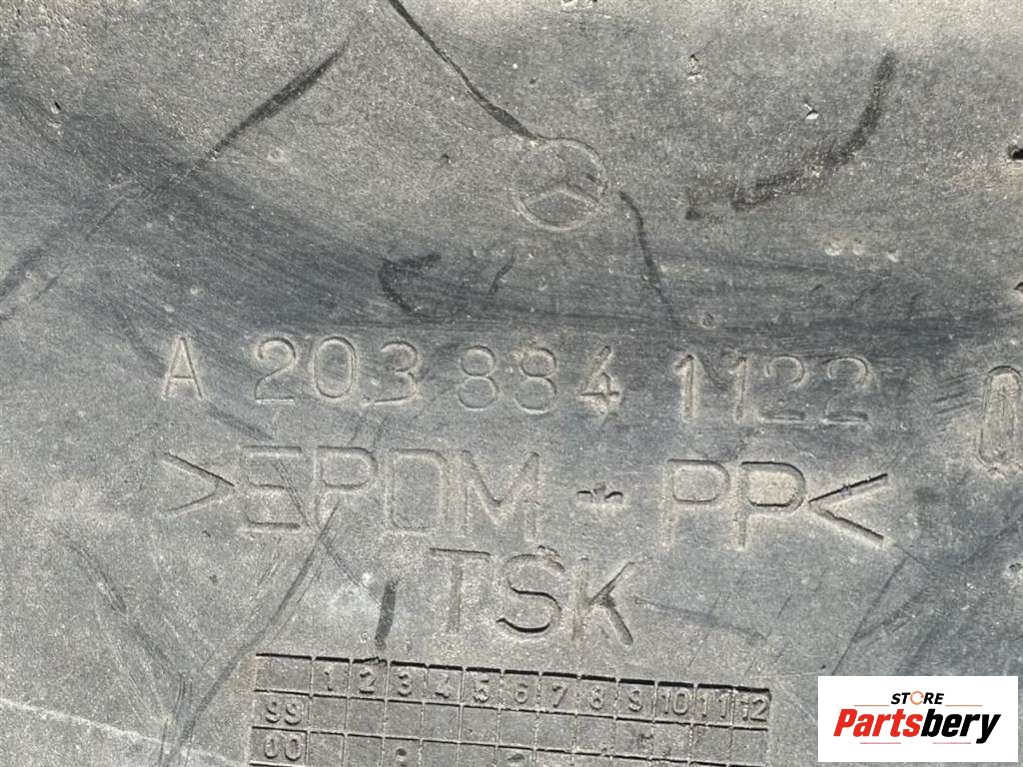 A 203 884 1122
>EPDM + PP<
TSK
1 2 3 4 5 6 7 8 9 10 11 12
99
00
STORE
Partsbery